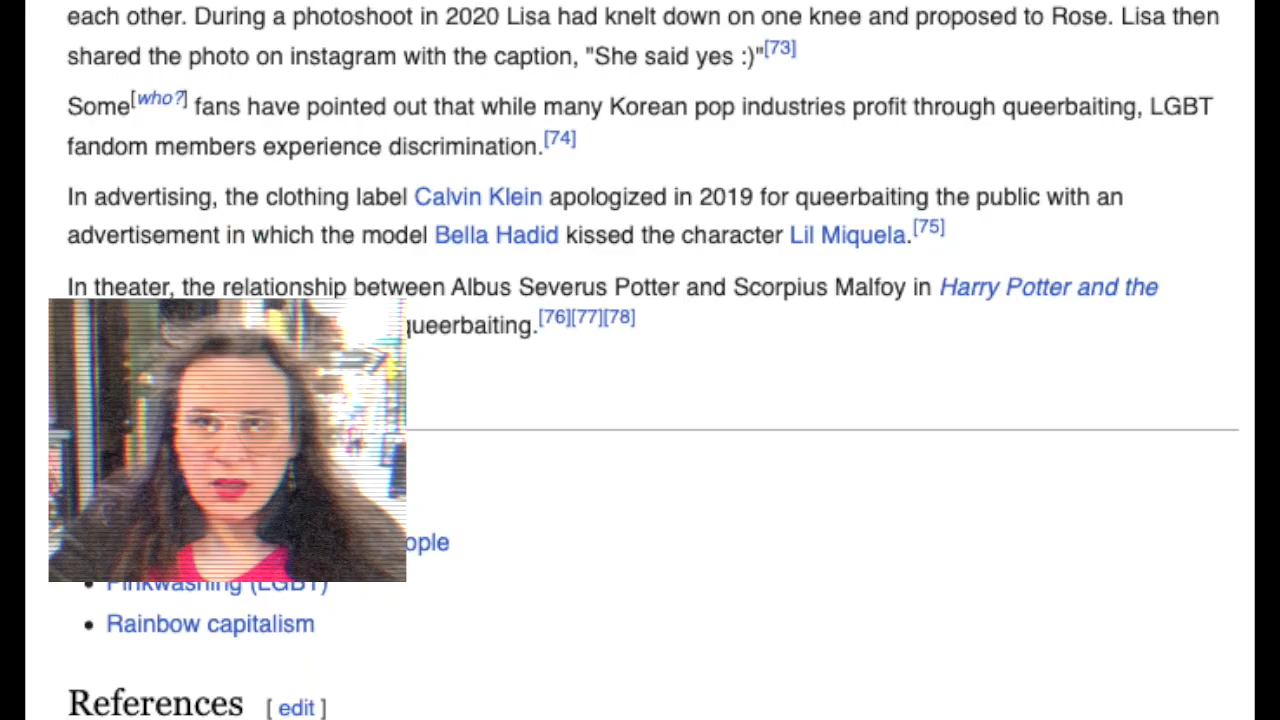 each other. During a photoshoot in 2020 Lisa had knelt down on one knee and proposed to Rose. Lisa then
shared the photo on instagram with the caption, "She said yes :)"[73]
Some[who?] fans have pointed out that while many Korean pop industries profit through queerbaiting, LGBT
fandom members experience discrimination.[74]
In advertising, the clothing label Calvin Klein apologized in 2019 for queerbaiting the public with an
advertisement in which the model Bella Hadid kissed the character Lil Miquela.[75]
In theater, the relationship between Albus Severus Potter and Scorpius Malfoy in Harry Potter and the
queerbaiting.[76][77][78]
ople
• Pinkwashing (LGBT)
• Rainbow capitalism
References [ edit ]